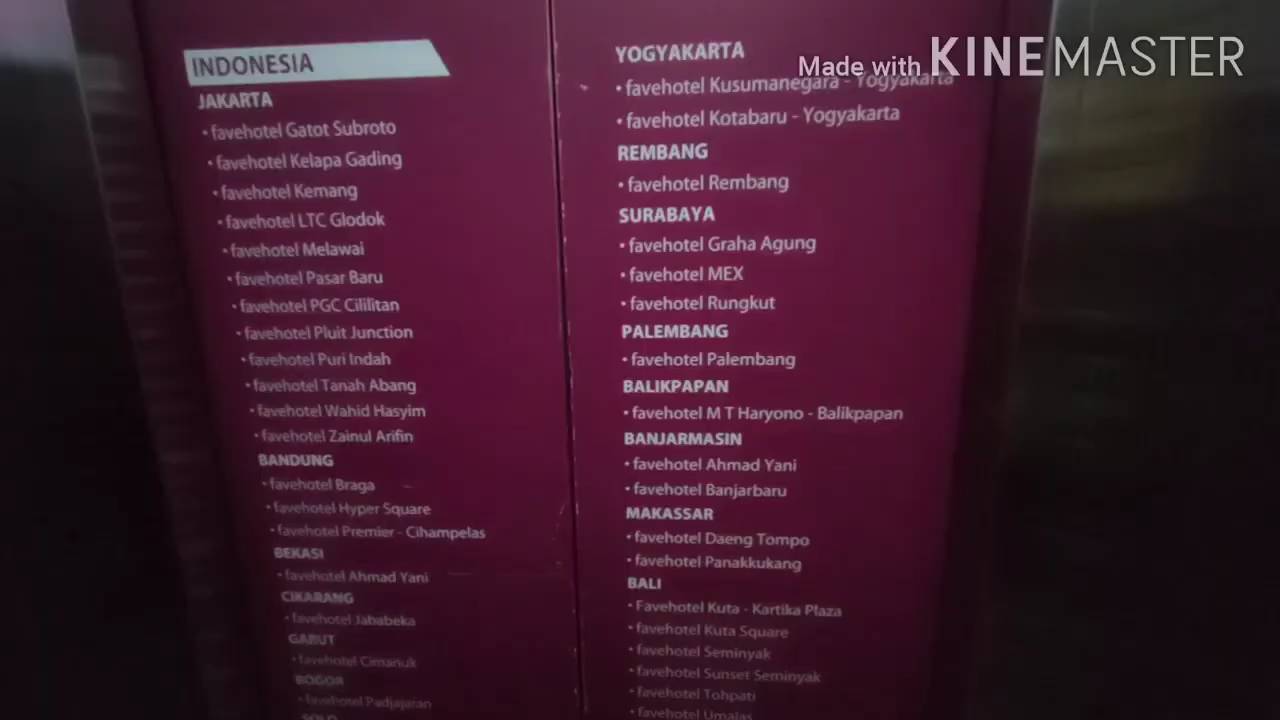 INDONESIA
JAKARTA
• favehotel Gatot Subroto
• favehotel Kelapa Gading
• favehotel Kemang
• favehotel LTC Glodok
• favehotel Melawai
• favehotel Pasar Baru
• favehotel PGC Cililitan
• favehotel Pluit Junction
• favehotel Puri Indah
• favehotel Tanah Abang
• favehotel Wahid Hasyim
• favehotel Zainul Arifin
BANDUNG
• favehotel Braga
• favehotel Hyper Square
• favehotel Premier - Cihampelas
BEKASI
• favehotel Ahmad Yani
CIKARANG
• favehotel Jababeka
GARUT
• favehotel Cimanuk
BOGOR
• favehotel Padjajaran
SOLO
YOGYAKARTA
• favehotel Kusumanegara - Yogyakarta
• favehotel Kotabaru - Yogyakarta
REMBANG
• favehotel Rembang
SURABAYA
• favehotel Graha Agung
• favehotel MEX
• favehotel Rungkut
PALEMBANG
• favehotel Palembang
BALIKPAPAN
• favehotel M T Haryono - Balikpapan
BANJARMASIN
• favehotel Ahmad Yani
• favehotel Banjarbaru
MAKASSAR
• favehotel Daeng Tompo
• favehotel Panakkukang
BALI
• Favehotel Kuta - Kartika Plaza
• favehotel Kuta Square
• favehotel Seminyak
• favehotel Sunset Seminyak
• favehotel Tohpati
• favehotel Umalas
Made with KINEMASTER